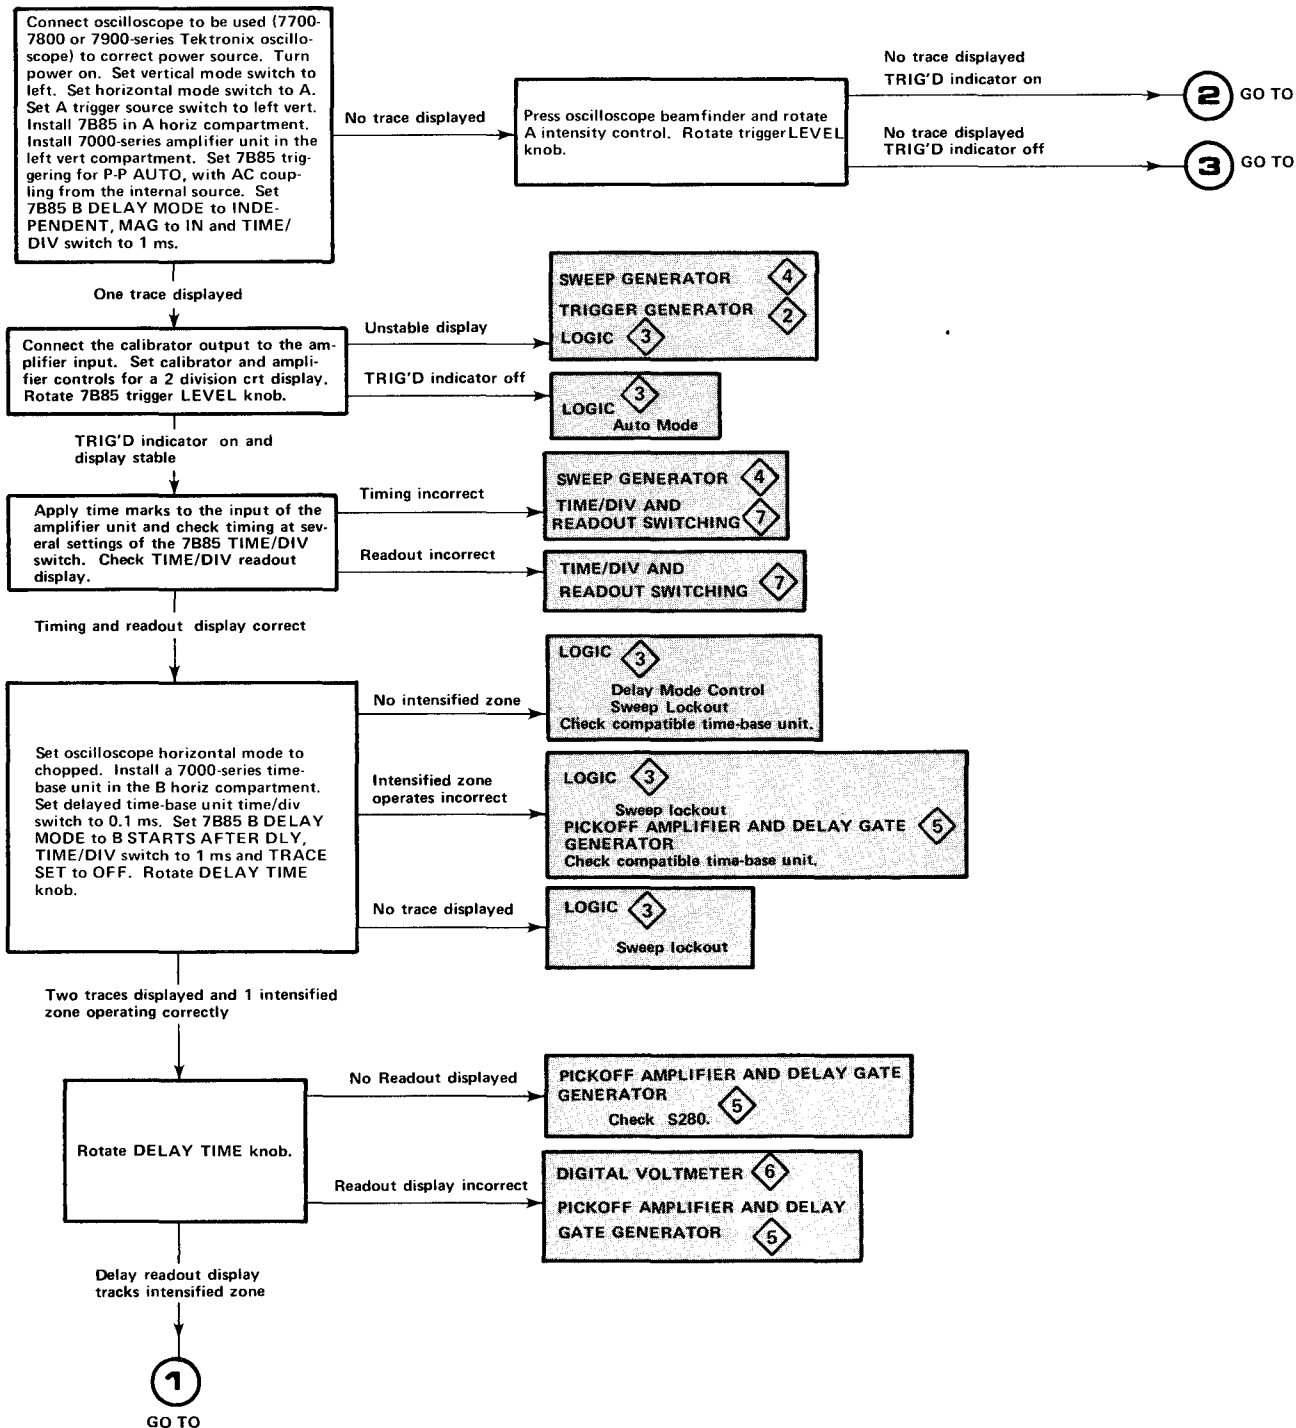 Connect oscilloscope to be used (7700-
7800 or 7900-series Tektronix oscillo-
scope) to correct power source. Turn
power on. Set vertical mode switch to
left. Set horizontal mode switch to A.
Set A trigger source switch to left vert.
Install 7B85 in A horiz compartment.
Install 7000-series amplifier unit in the
left vert compartment. Set 7B85 trig-
gering for P-P AUTO, with AC coup-
ling from the internal source. Set
7B85 B DELAY MODE to INDE-
PENDENT, MAG to IN and TIME/
DIV switch to 1 ms.
No trace displayed
Press oscilloscope beamfinder and rotate
A intensity control. Rotate trigger LEVEL
knob.
No trace displayed
TRIG'D indicator on
2 GO TO
No trace displayed
TRIG'D indicator off
3 GO TO
One trace displayed
Connect the calibrator output to the am-
plifier input. Set calibrator and ampli-
fier controls for a 2 division crt display.
Rotate 7B85 trigger LEVEL knob.
Unstable display
SWEEP GENERATOR 4
TRIGGER GENERATOR 2
LOGIC 3
TRIG'D indicator off
LOGIC 3
Auto Mode
TRIG'D indicator on and
display stable
Apply time marks to the input of the
amplifier unit and check timing at sev-
eral settings of the 7B85 TIME/DIV
switch. Check TIME/DIV readout
display.
Timing incorrect
SWEEP GENERATOR 4
TIME/DIV AND
READOUT SWITCHING 7
Readout incorrect
TIME/DIV AND
READOUT SWITCHING 7
Timing and readout display correct
Set oscilloscope horizontal mode to
chopped. Install a 7000-series time-
base unit in the B horiz compartment.
Set delayed time-base unit time/div
switch to 0.1 ms. Set 7B85 B DELAY
MODE to B STARTS AFTER DLY,
TIME/DIV switch to 1 ms and TRACE
SET to OFF. Rotate DELAY TIME
knob.
No intensified zone
LOGIC 3
Delay Mode Control
Sweep Lockout
Check compatible time-base unit.
Intensified zone
operates incorrect
LOGIC 3
Sweep lockout
PICKOFF AMPLIFIER AND DELAY GATE 5
GENERATOR
Check compatible time-base unit.
No trace displayed
LOGIC 3
Sweep lockout
Two traces displayed and 1 intensified
zone operating correctly
Rotate DELAY TIME knob.
No Readout displayed
PICKOFF AMPLIFIER AND DELAY GATE
GENERATOR 5
Check S280.
Readout display incorrect
DIGITAL VOLTMETER 6
PICKOFF AMPLIFIER AND DELAY
GATE GENERATOR 5
Delay readout display
tracks intensified zone
1
GO TO